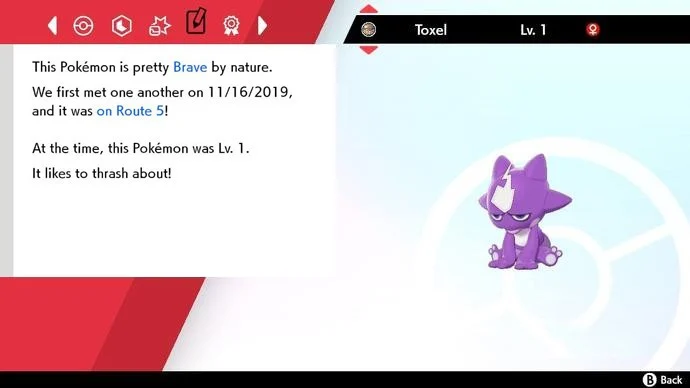 Toxel Lv. 1
This Pokémon is pretty Brave by nature.
We first met one another on 11/16/2019,
and it was on Route 5!
At the time, this Pokémon was Lv. 1.
It likes to thrash about!
B Back